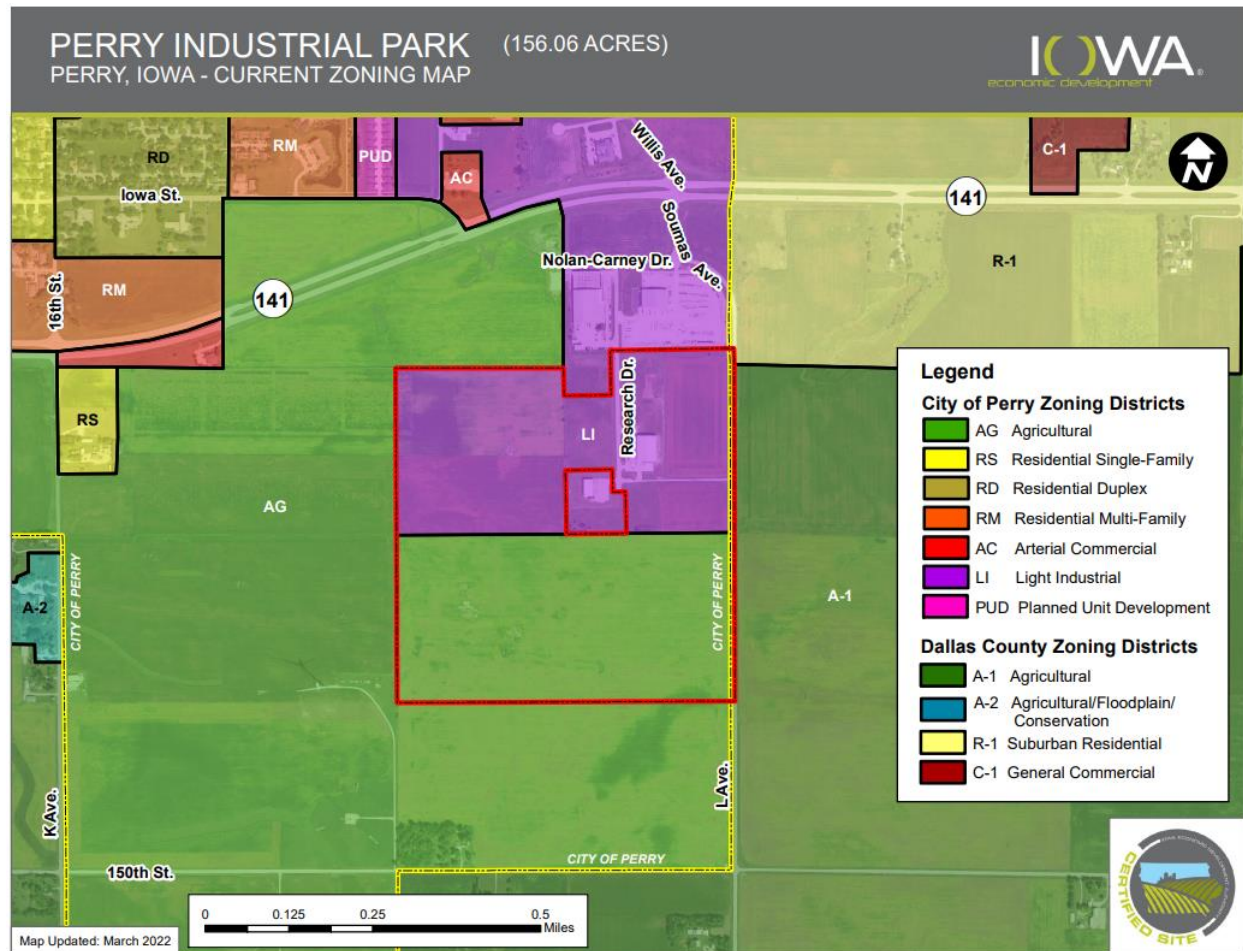 PERRY INDUSTRIAL PARK (156.06 ACRES)
PERRY, IOWA - CURRENT ZONING MAP
IOWA®
economic development
N
RD
Iowa St.
RM
PUD
AC
Willis Ave.
C-1
141
Soumas Ave.
Nolan-Carney Dr.
R-1
16th St.
RM
141
RS
LI
Research Dr.
AG
A-2
CITY OF PERRY
CITY OF PERRY
A-1
K Ave.
L Ave.
CITY OF PERRY
150th St.
Legend
City of Perry Zoning Districts
AG Agricultural
RS Residential Single-Family
RD Residential Duplex
RM Residential Multi-Family
AC Arterial Commercial
LI Light Industrial
PUD Planned Unit Development
Dallas County Zoning Districts
A-1 Agricultural
A-2 Agricultural/Floodplain/
Conservation
R-1 Suburban Residential
C-1 General Commercial
0 0.125 0.25 0.5
Miles
Map Updated: March 2022
CERTIFIED SITE